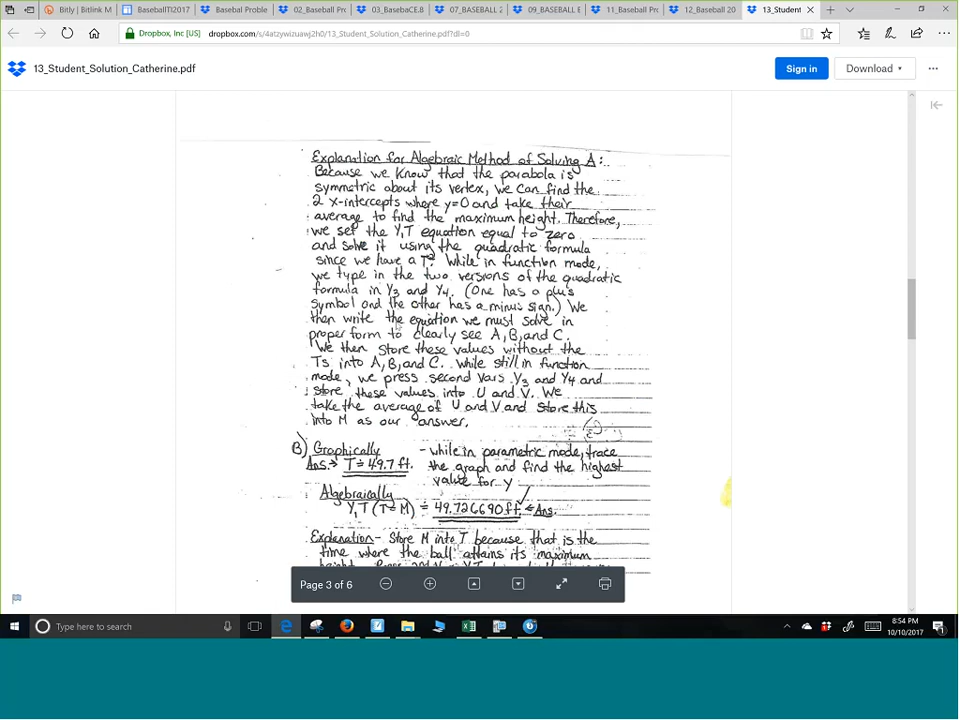 Bitly | Bitlink M
BaseballTI2017
Basebal Proble
02_Baseball Pr
03_BasebaCE.B
07_BASEBALL 2
09_BASEBALL E
11_Baseball Pr
12_Baseball 20
13_Student
Dropbox, Inc [US]
dropbox.com/s/4atzywizuawj2h0/13_Student_Solution_Catherine.pdf?dl=0
13_Student_Solution_Catherine.pdf
Sign in
Download
Explanation for Algebraic Method of Solving A:
Because we know that the parabola is
symmetric about its vertex, we can find the
2 x-intercepts where y=0 and take their
average to find the maximum height. Therefore,
we set the Y,T equation equal to zero
and solve it using the quadratic formula
since we have a T². While in function mode,
we type in the two versions of the quadratic
formula in Y3 and Y4. (One has a plus
symbol and the other has a minus sign.) We
then write the equation we must solve in
proper form to clearly see A, B, and C.
We then store these values without the
Ts into A, B, and C. While still in function
mode, we press second vars Y3 and Y4 and
store these values into U and V. We
take the average of U and V and store this
into M as our answer.
B) Graphically - while in parametric mode, trace
Ans.→ T≐49.7 ft. the graph and find the highest
value for Y
Algebraically
Y,T (T=M) ≐ 49.726690 ft ← Ans.
Explanation - Store M into T because that is the
time where the ball attains its maximum
Page 3 of 6
Type here to search
8:54 PM
10/10/2017